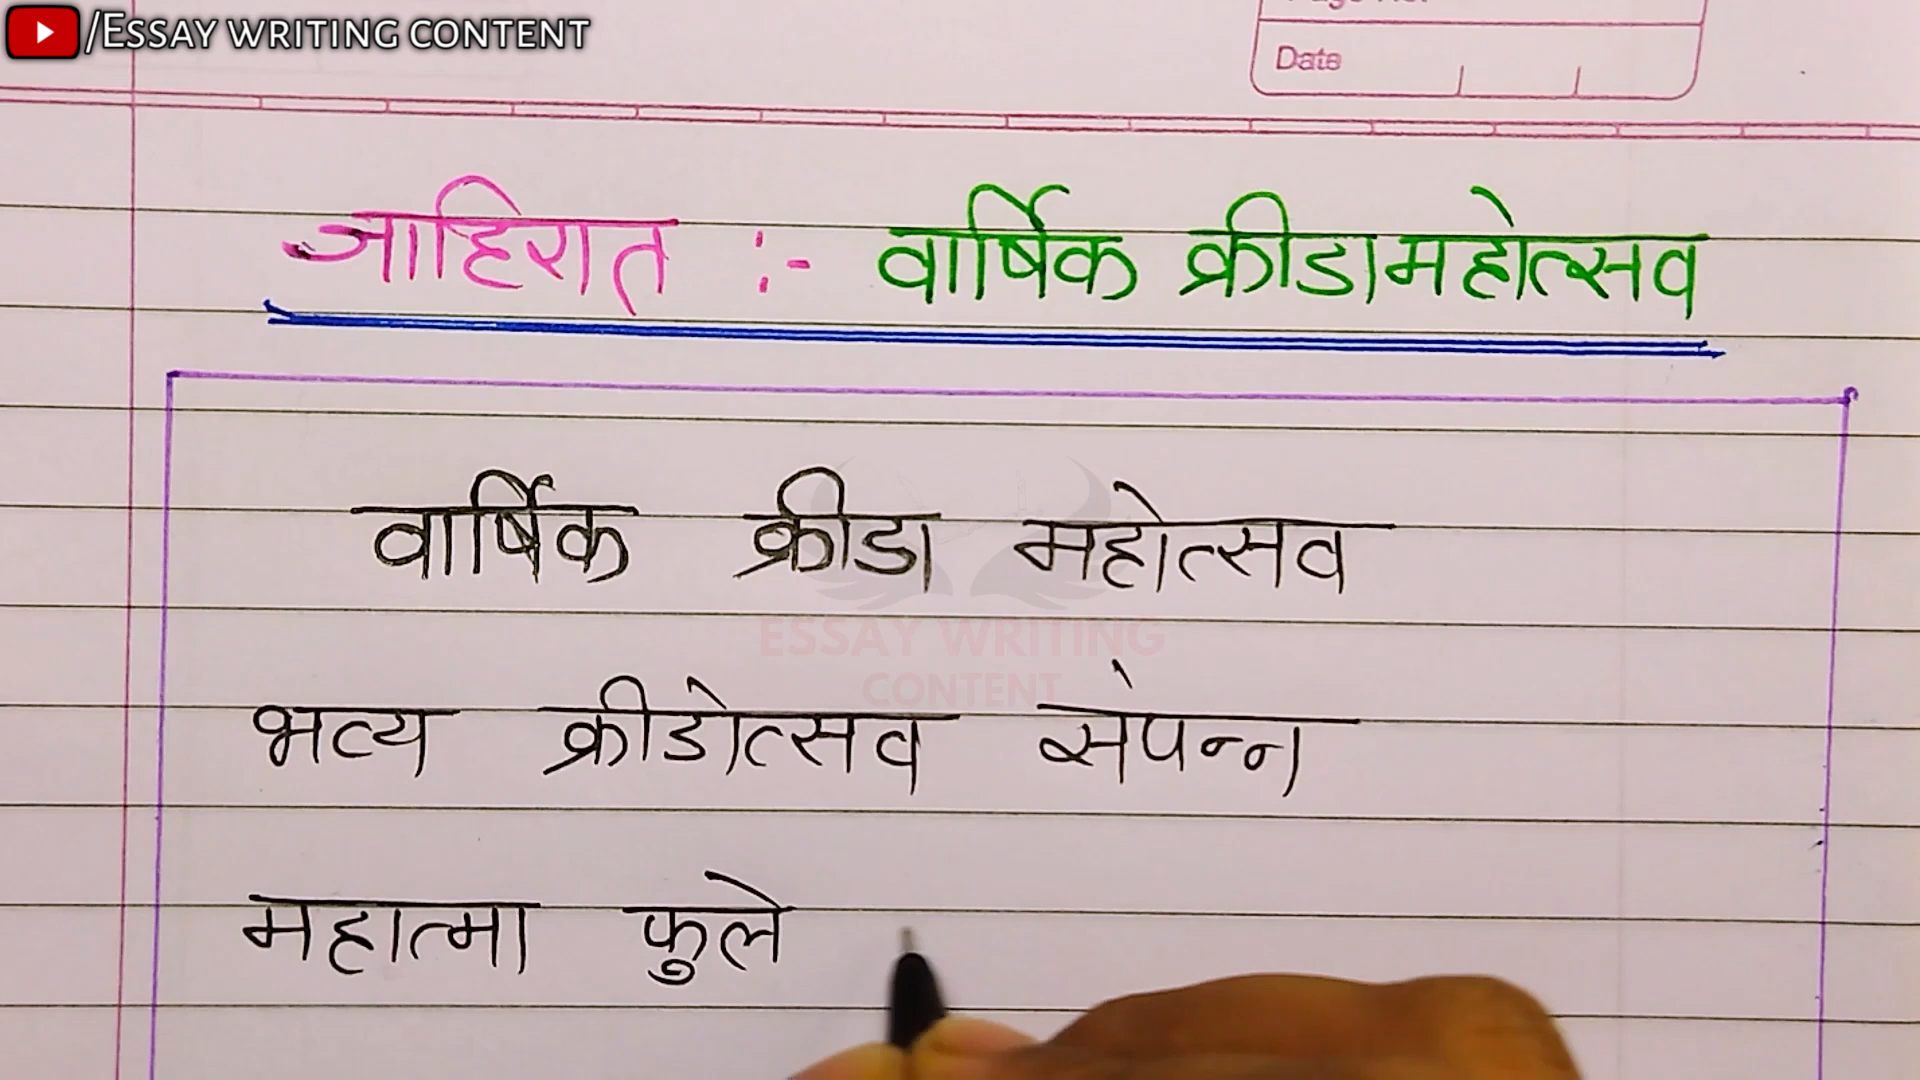 /ESSAY WRITING CONTENT
Date
जाहिरात :- वार्षिक क्रीडामहोत्सव
वार्षिक क्रीडा महोत्सव
ESSAY WRITING
CONTENT
भव्य क्रीडोत्सव संपन्न
महात्मा फुले